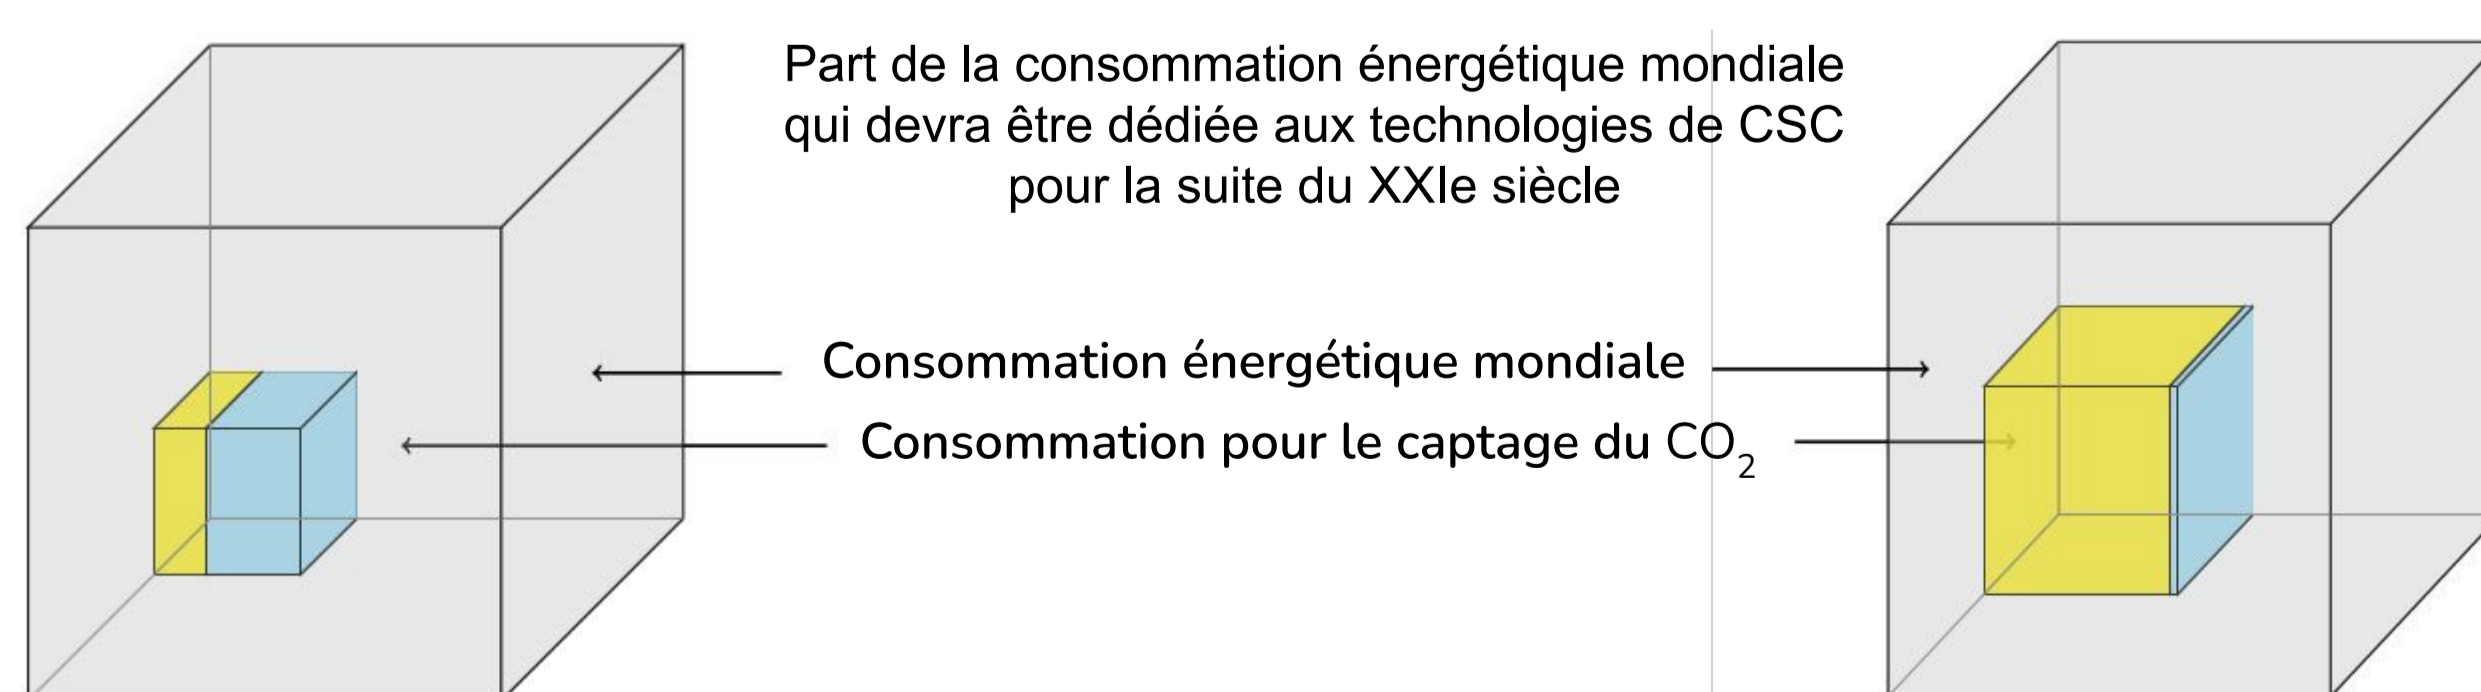 Part de la consommation énergétique mondiale
qui devra être dédiée aux technologies de CSC
pour la suite du XXIe siècle
Consommation énergétique mondiale
Consommation pour le captage du CO₂